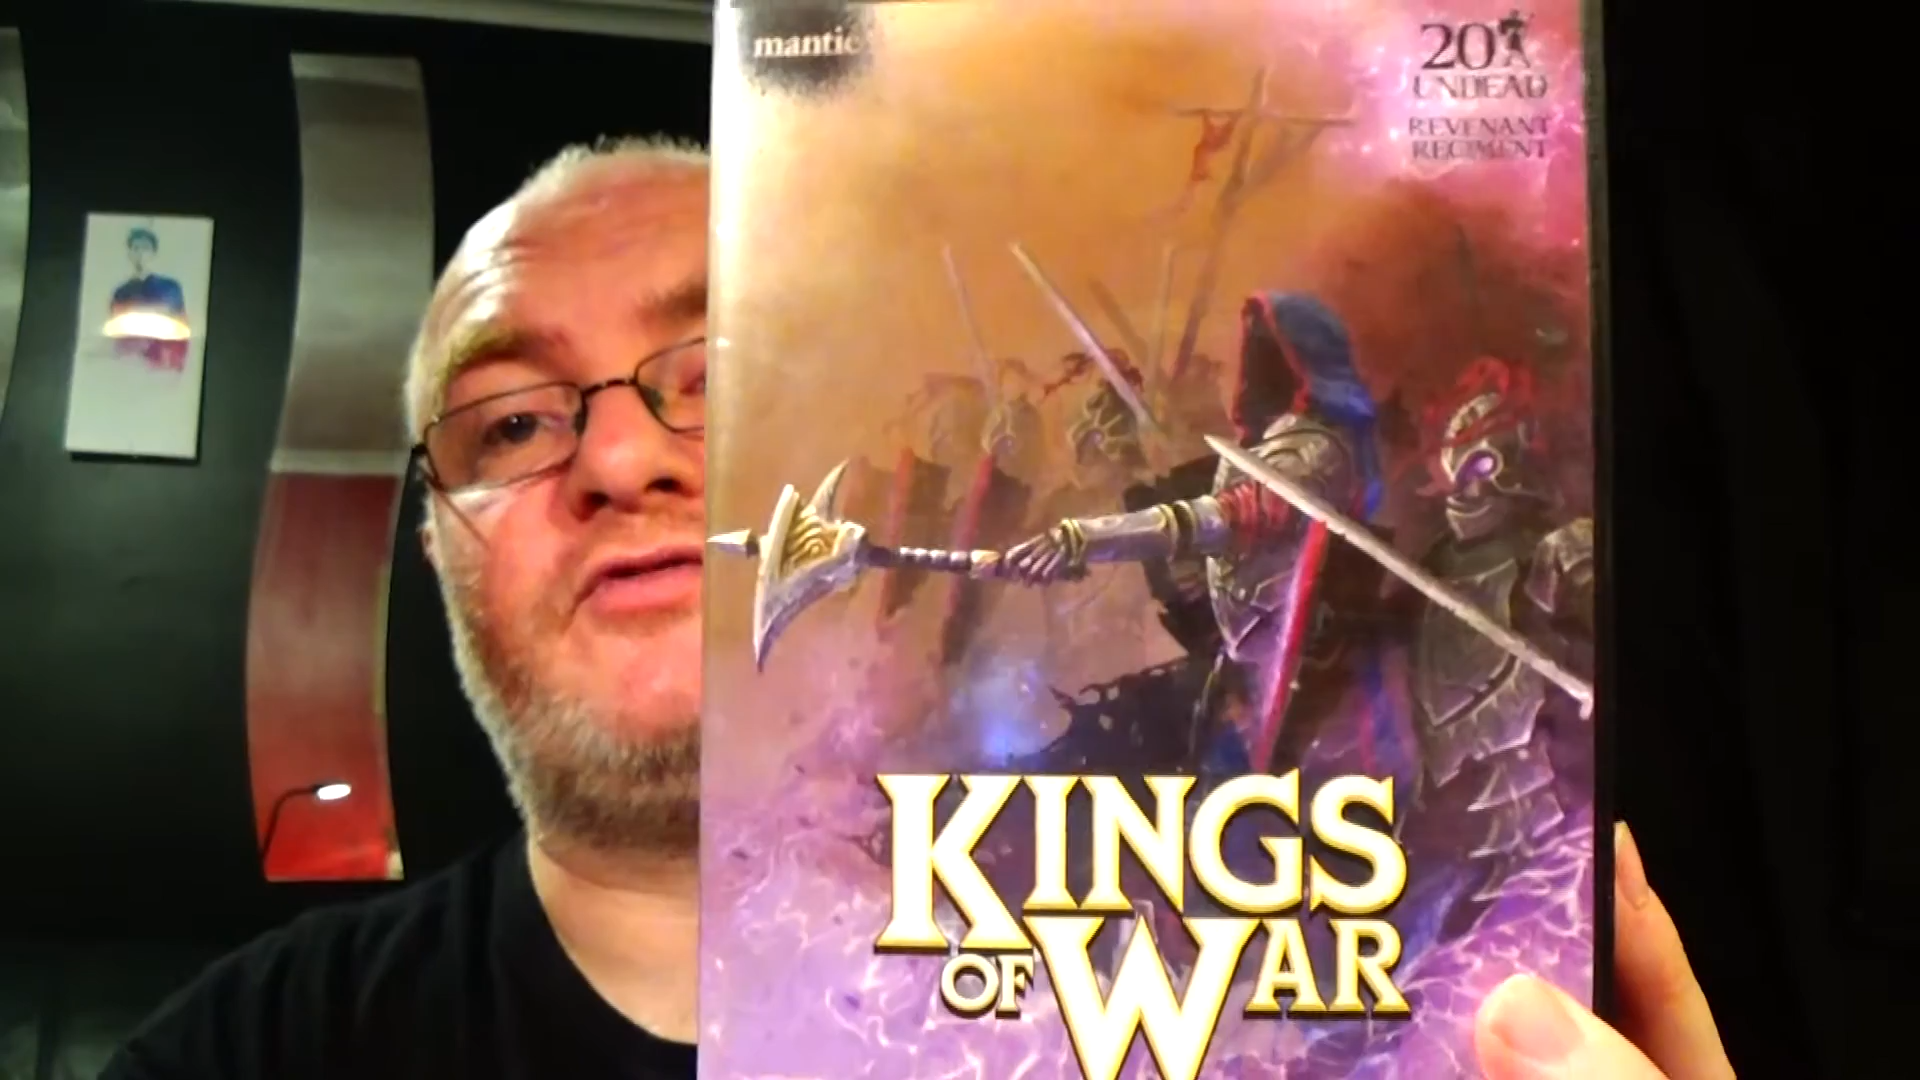 mantic
20
UNDEAD
REVENANT
REGIMENT
KINGS
OF WAR